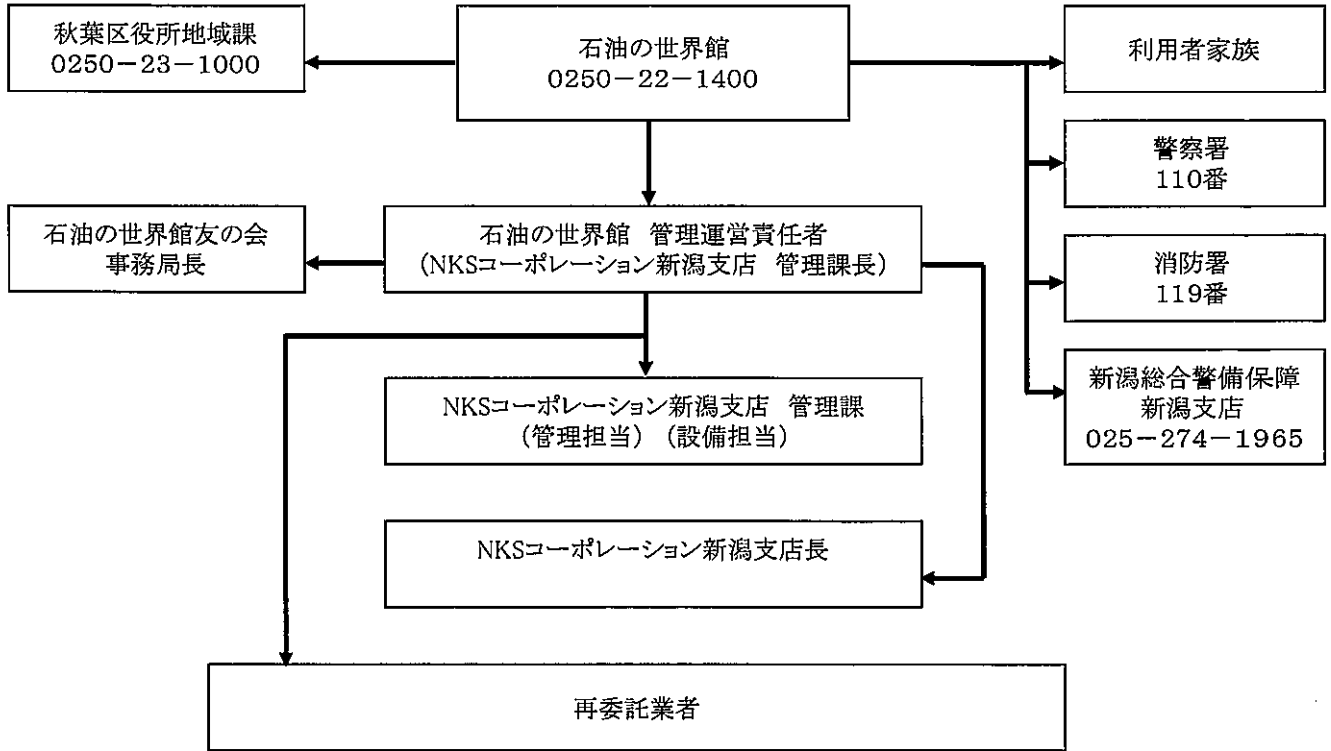 秋葉区役所地域課
0250－23－1000
石油の世界館
0250－22－1400
利用者家族
警察署
110番
石油の世界館友の会
事務局長
石油の世界館 管理運営責任者
（NKSコーポレーション新潟支店 管理課長）
消防署
119番
新潟総合警備保障
新潟支店
025－274－1965
NKSコーポレーション新潟支店 管理課
（管理担当）（設備担当）
NKSコーポレーション新潟支店長
再委託業者